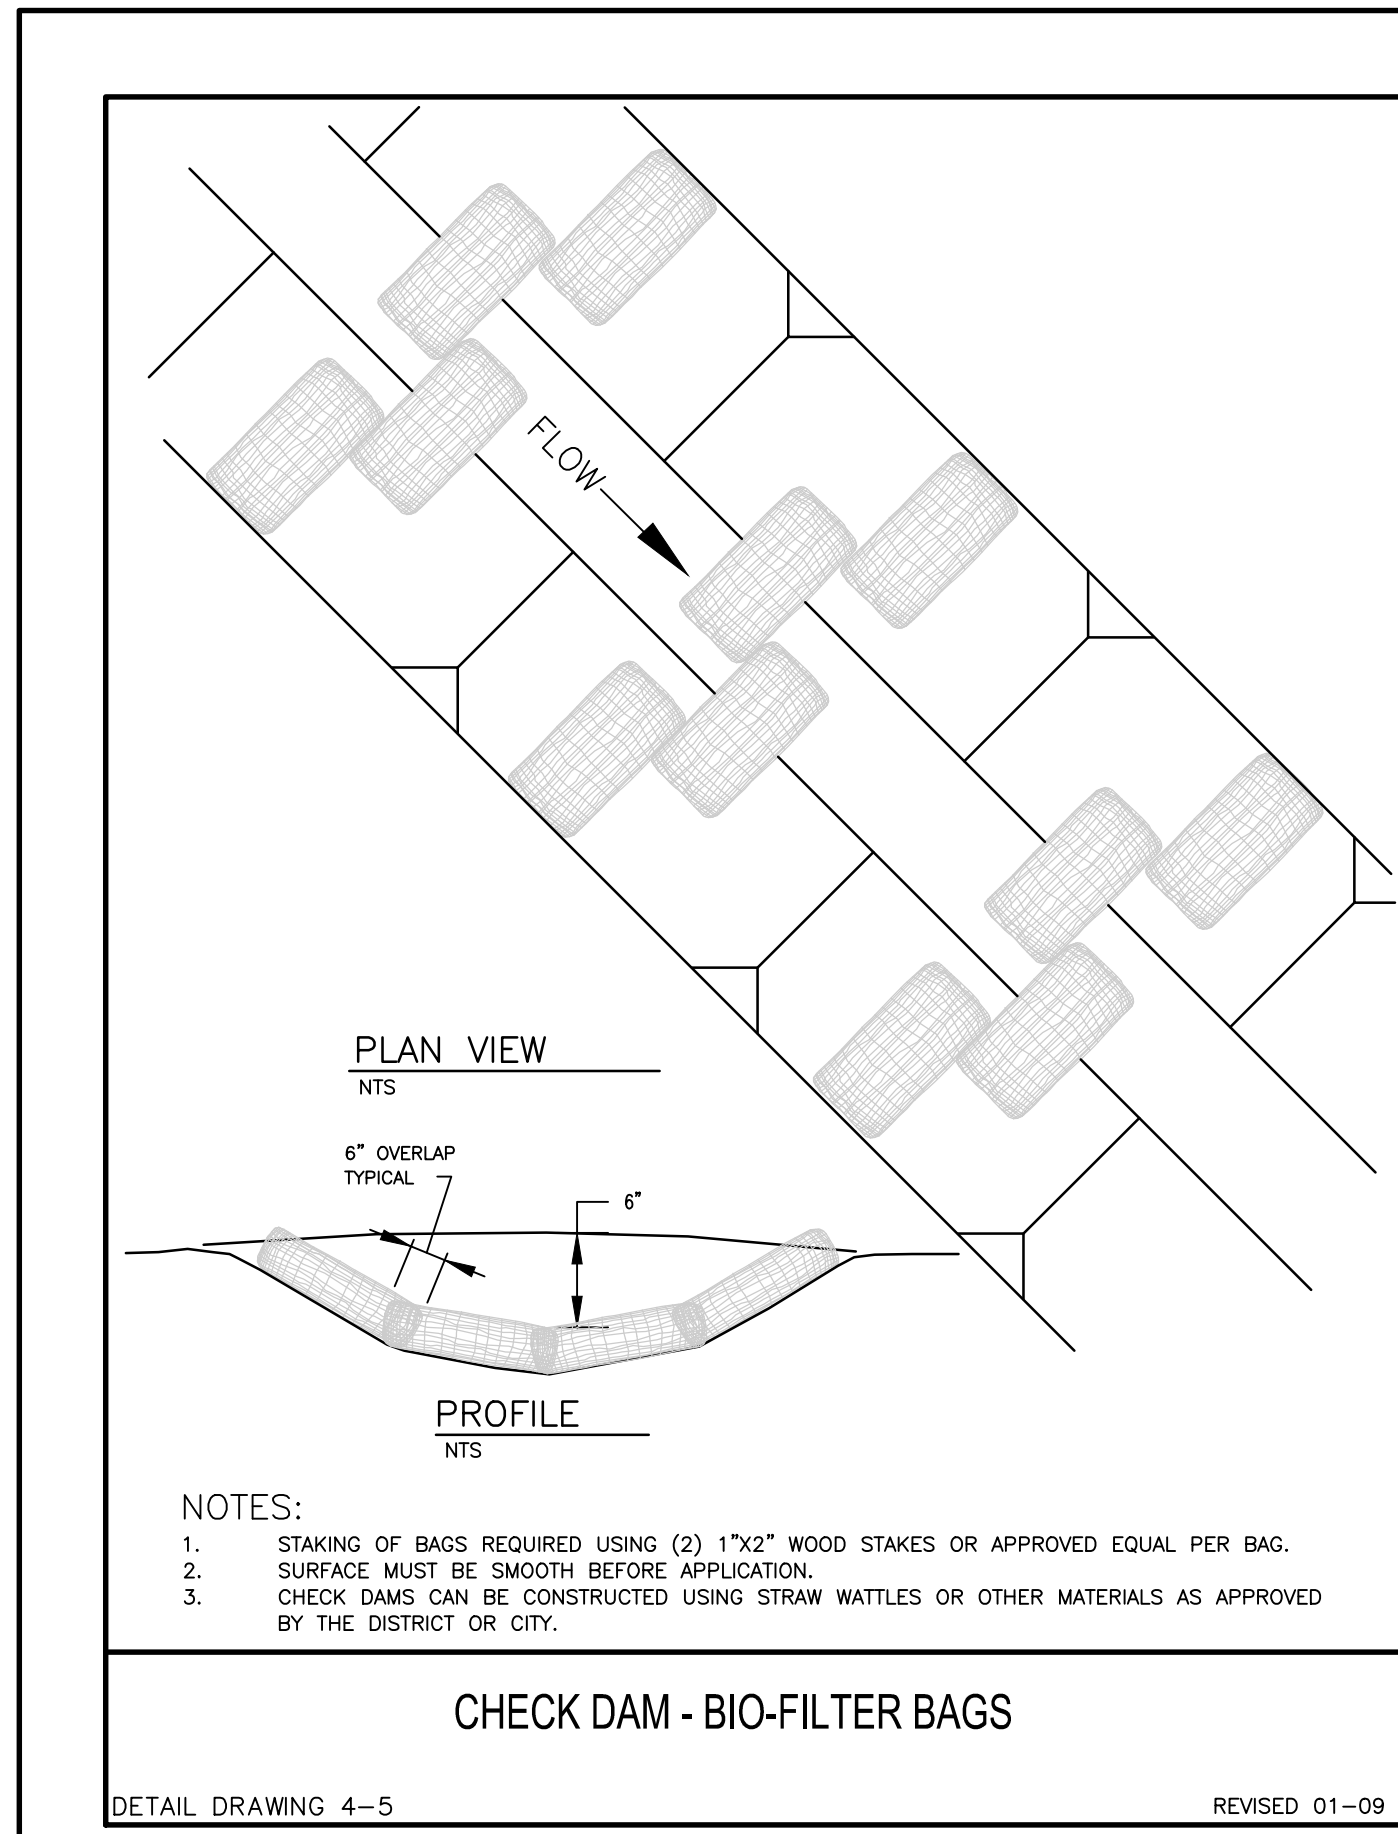 FLOW
PLAN VIEW
NTS
6" OVERLAP
TYPICAL
6"
PROFILE
NTS
NOTES:
1. STAKING OF BAGS REQUIRED USING (2) 1"X2" WOOD STAKES OR APPROVED EQUAL PER BAG.
2. SURFACE MUST BE SMOOTH BEFORE APPLICATION.
3. CHECK DAMS CAN BE CONSTRUCTED USING STRAW WATTLES OR OTHER MATERIALS AS APPROVED
BY THE DISTRICT OR CITY.
CHECK DAM - BIO-FILTER BAGS
DETAIL DRAWING 4-5
REVISED 01-09